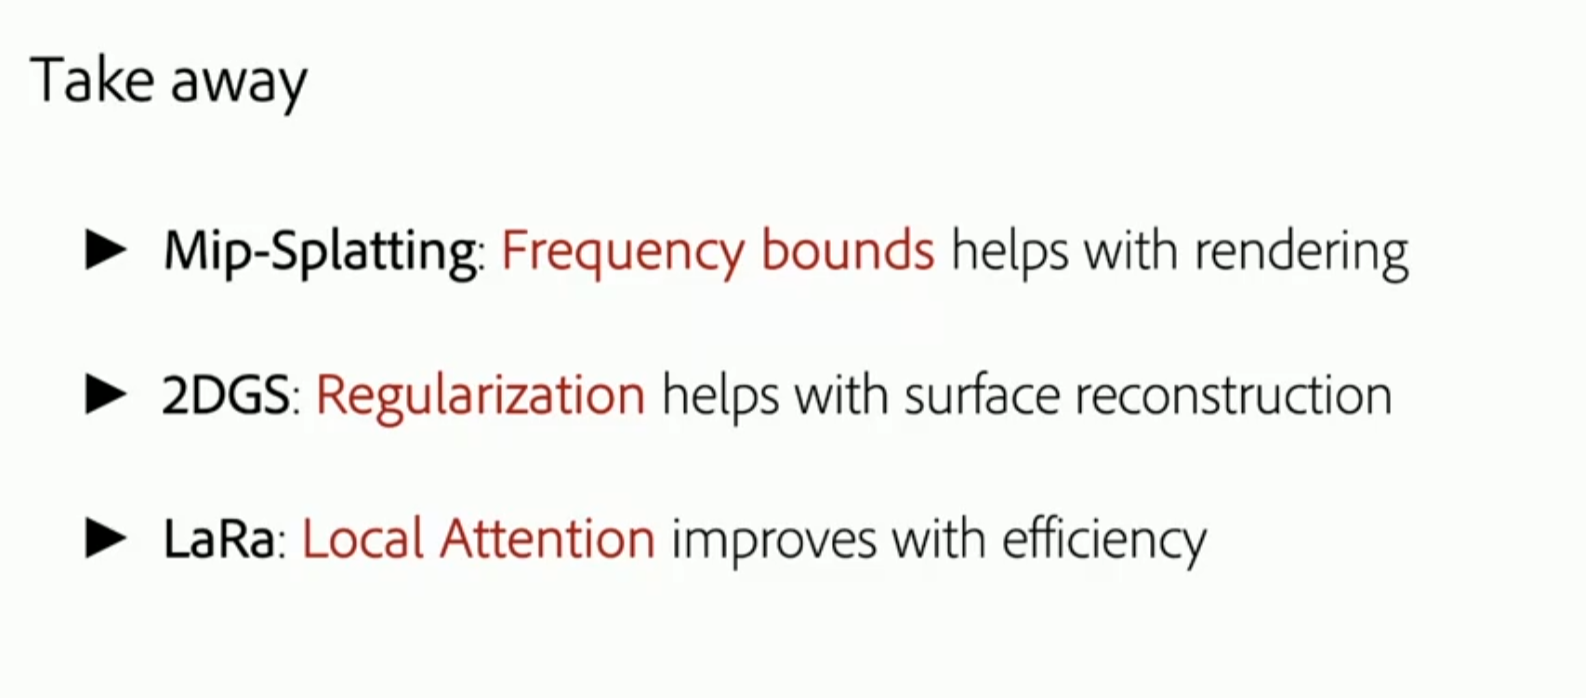 Take away
▶ Mip-Splatting: Frequency bounds helps with rendering
▶ 2DGS: Regularization helps with surface reconstruction
▶ LaRa: Local Attention improves with efficiency